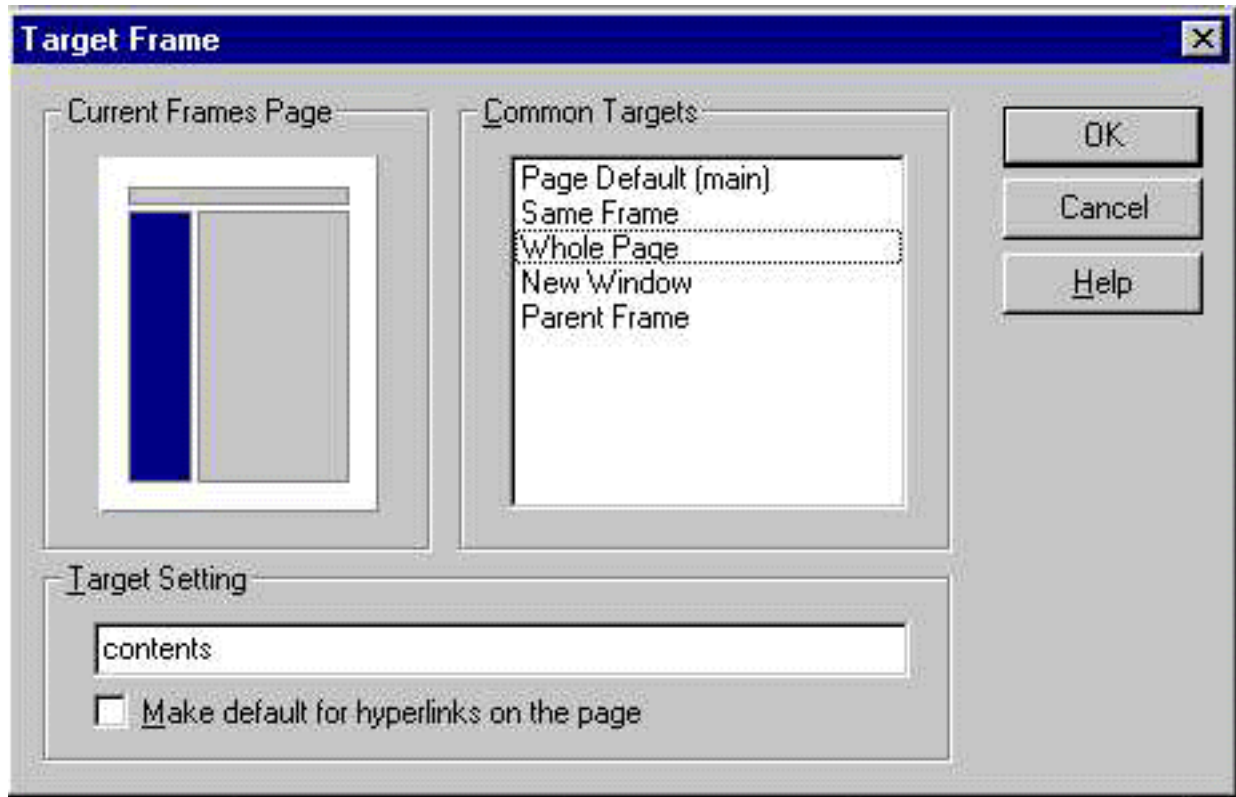 Target Frame
Current Frames Page
Common Targets
Page Default (main)
Same Frame
Whole Page
New Window
Parent Frame
OK
Cancel
Help
Target Setting
contents
Make default for hyperlinks on the page